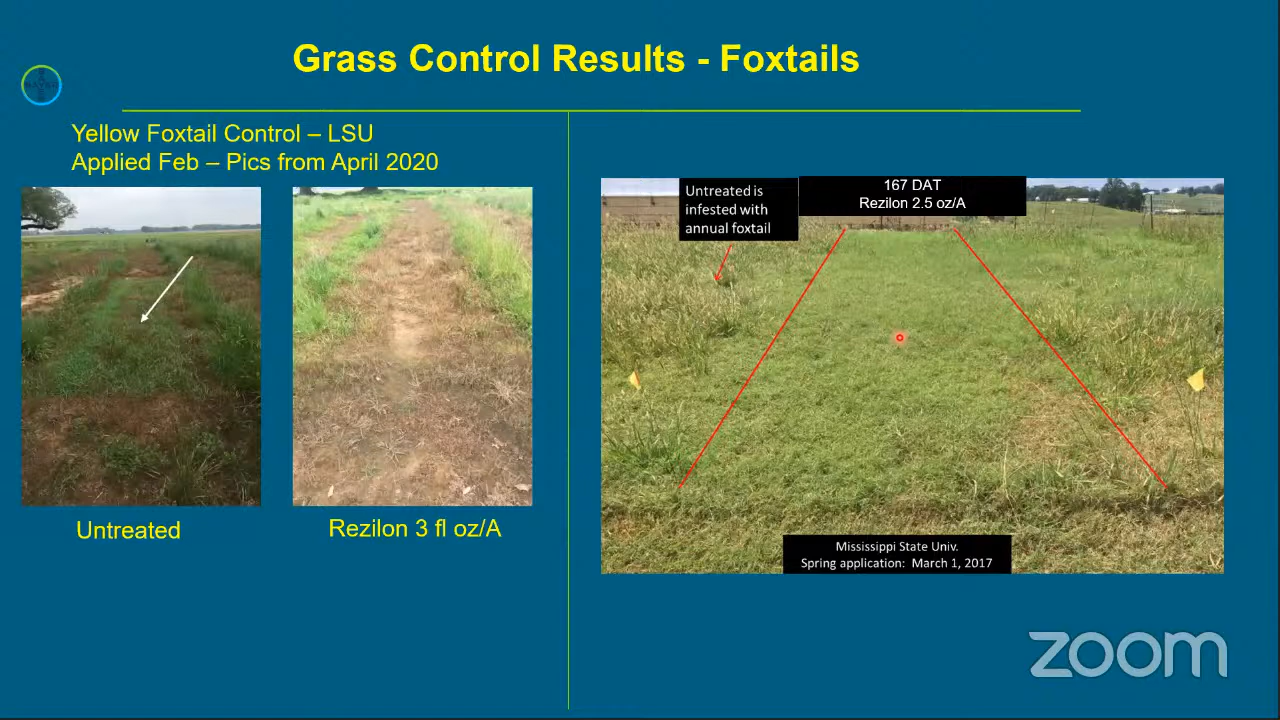 Grass Control Results - Foxtails
Yellow Foxtail Control – LSU
Applied Feb – Pics from April 2020
Untreated
Rezilon 3 fl oz/A
Untreated is
infested with
annual foxtail
167 DAT
Rezilon 2.5 oz/A
Mississippi State Univ.
Spring application: March 1, 2017
zoom